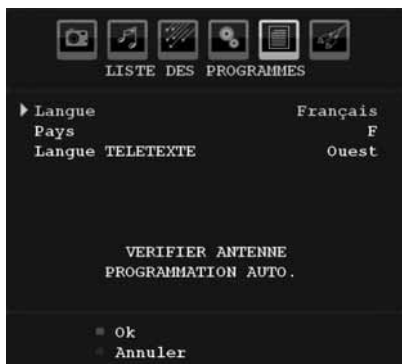 LISTE DES PROGRAMMES
Langue Français
Pays F
Langue TELETEXTE Ouest
VERIFIER ANTENNE
PROGRAMMATION AUTO.
Ok
Annuler